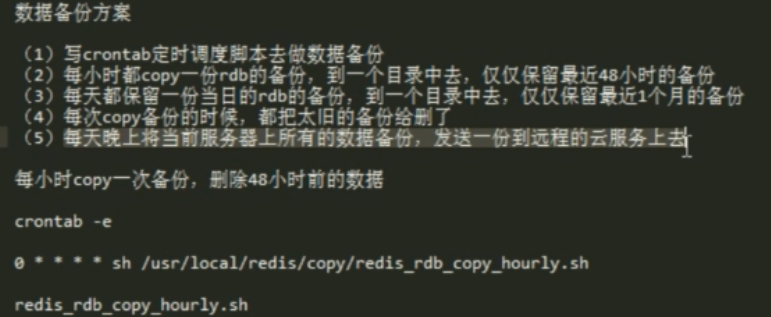 数据备份方案
（1）写crontab定时调度脚本去做数据备份
（2）每小时都copy一份rdb的备份，到一个目录中去，仅仅保留最近48小时的备份
（3）每天都保留一份当日的rdb的备份，到一个目录中去，仅仅保留最近1个月的备份
（4）每次copy备份的时候，都把太旧的备份给删了
（5）每天晚上将当前服务器上所有的数据备份，发送一份到远程的云服务上去
每小时copy一次备份，删除48小时前的数据
crontab -e
0 * * * * sh /usr/local/redis/copy/redis_rdb_copy_hourly.sh
redis_rdb_copy_hourly.sh